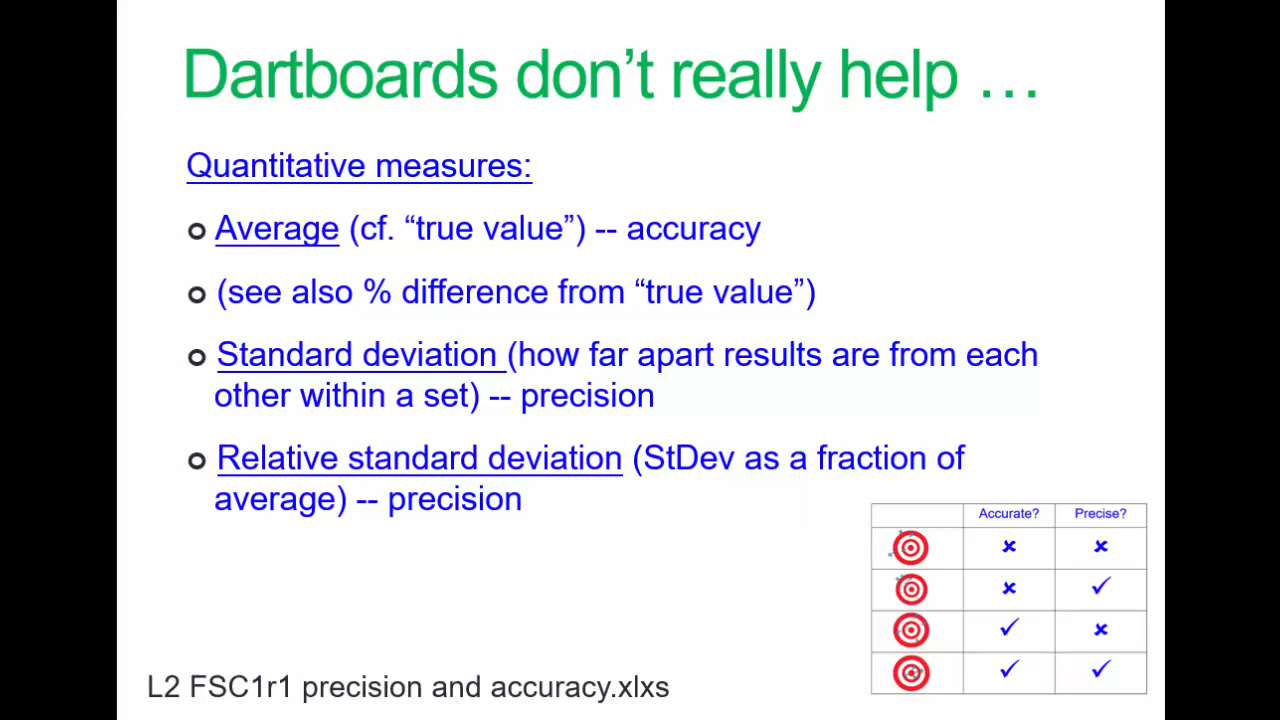 Dartboards don’t really help …
Quantitative measures:
Average (cf. “true value”) -- accuracy
(see also % difference from “true value”)
Standard deviation (how far apart results are from each
other within a set) -- precision
Relative standard deviation (StDev as a fraction of
average) -- precision
Accurate? Precise?
L2 FSC1r1 precision and accuracy.xlxs